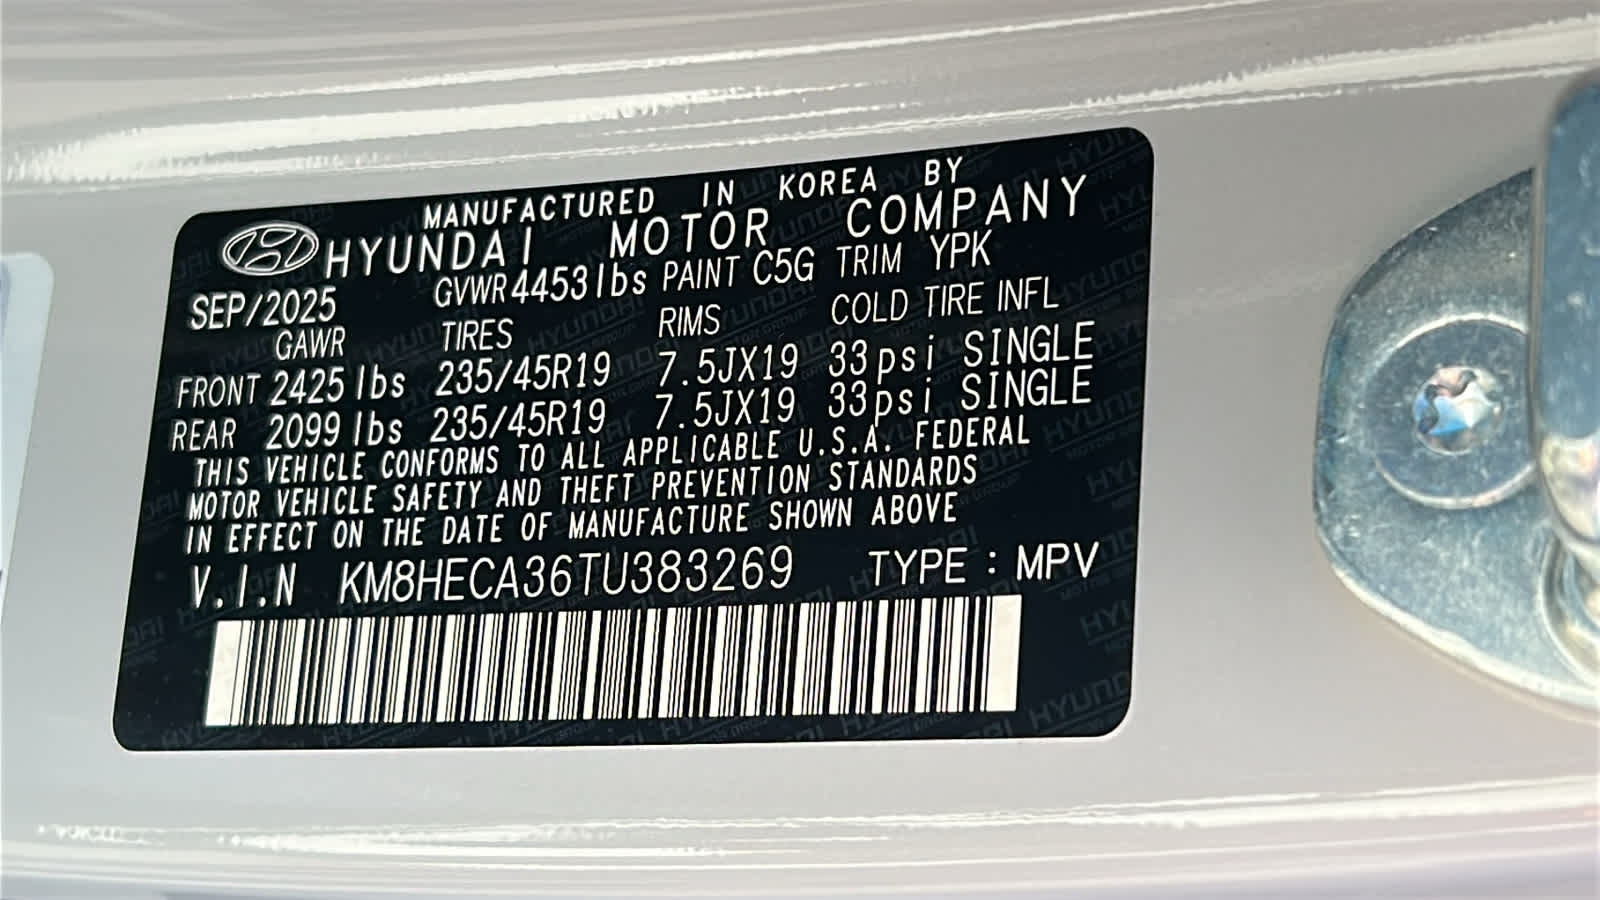 MANUFACTURED IN KOREA BY
HYUNDAI MOTOR COMPANY
SEP/2025 GVWR 4453lbs PAINT C5G TRIM YPK
GAWR TIRES RIMS COLD TIRE INFL
FRONT 2425 lbs 235/45R19 7.5JX19 33psi SINGLE
REAR 2099 lbs 235/45R19 7.5JX19 33psi SINGLE
THIS VEHICLE CONFORMS TO ALL APPLICABLE U.S.A. FEDERAL
MOTOR VEHICLE SAFETY AND THEFT PREVENTION STANDARDS
IN EFFECT ON THE DATE OF MANUFACTURE SHOWN ABOVE
V.I.N KM8HECA36TU383269 TYPE : MPV